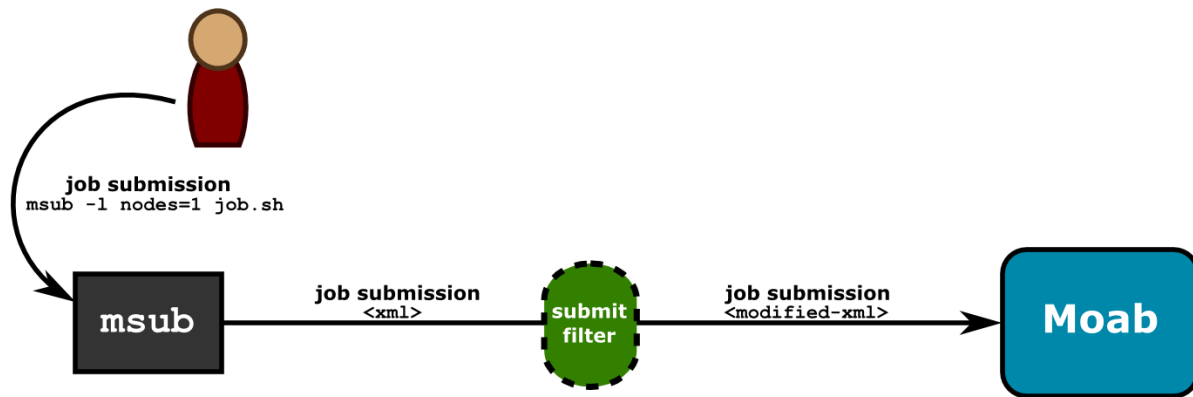 job submission
msub -l nodes=1 job.sh
msub
job submission
<xml>
submit
filter
job submission
<modified-xml>
Moab